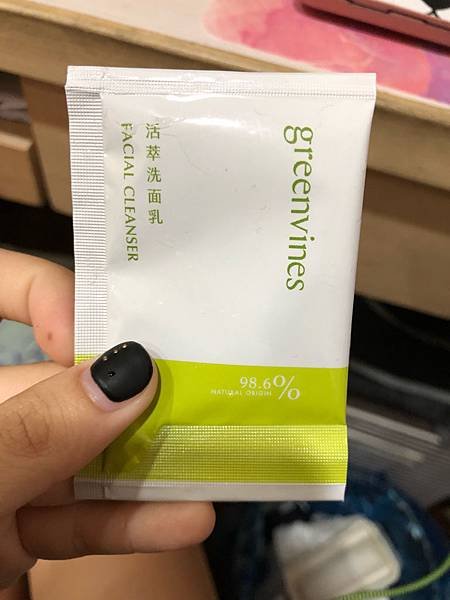 greenvines
活萃洗面乳
FACIAL CLEANSER
98.6%
NATURAL ORIGIN